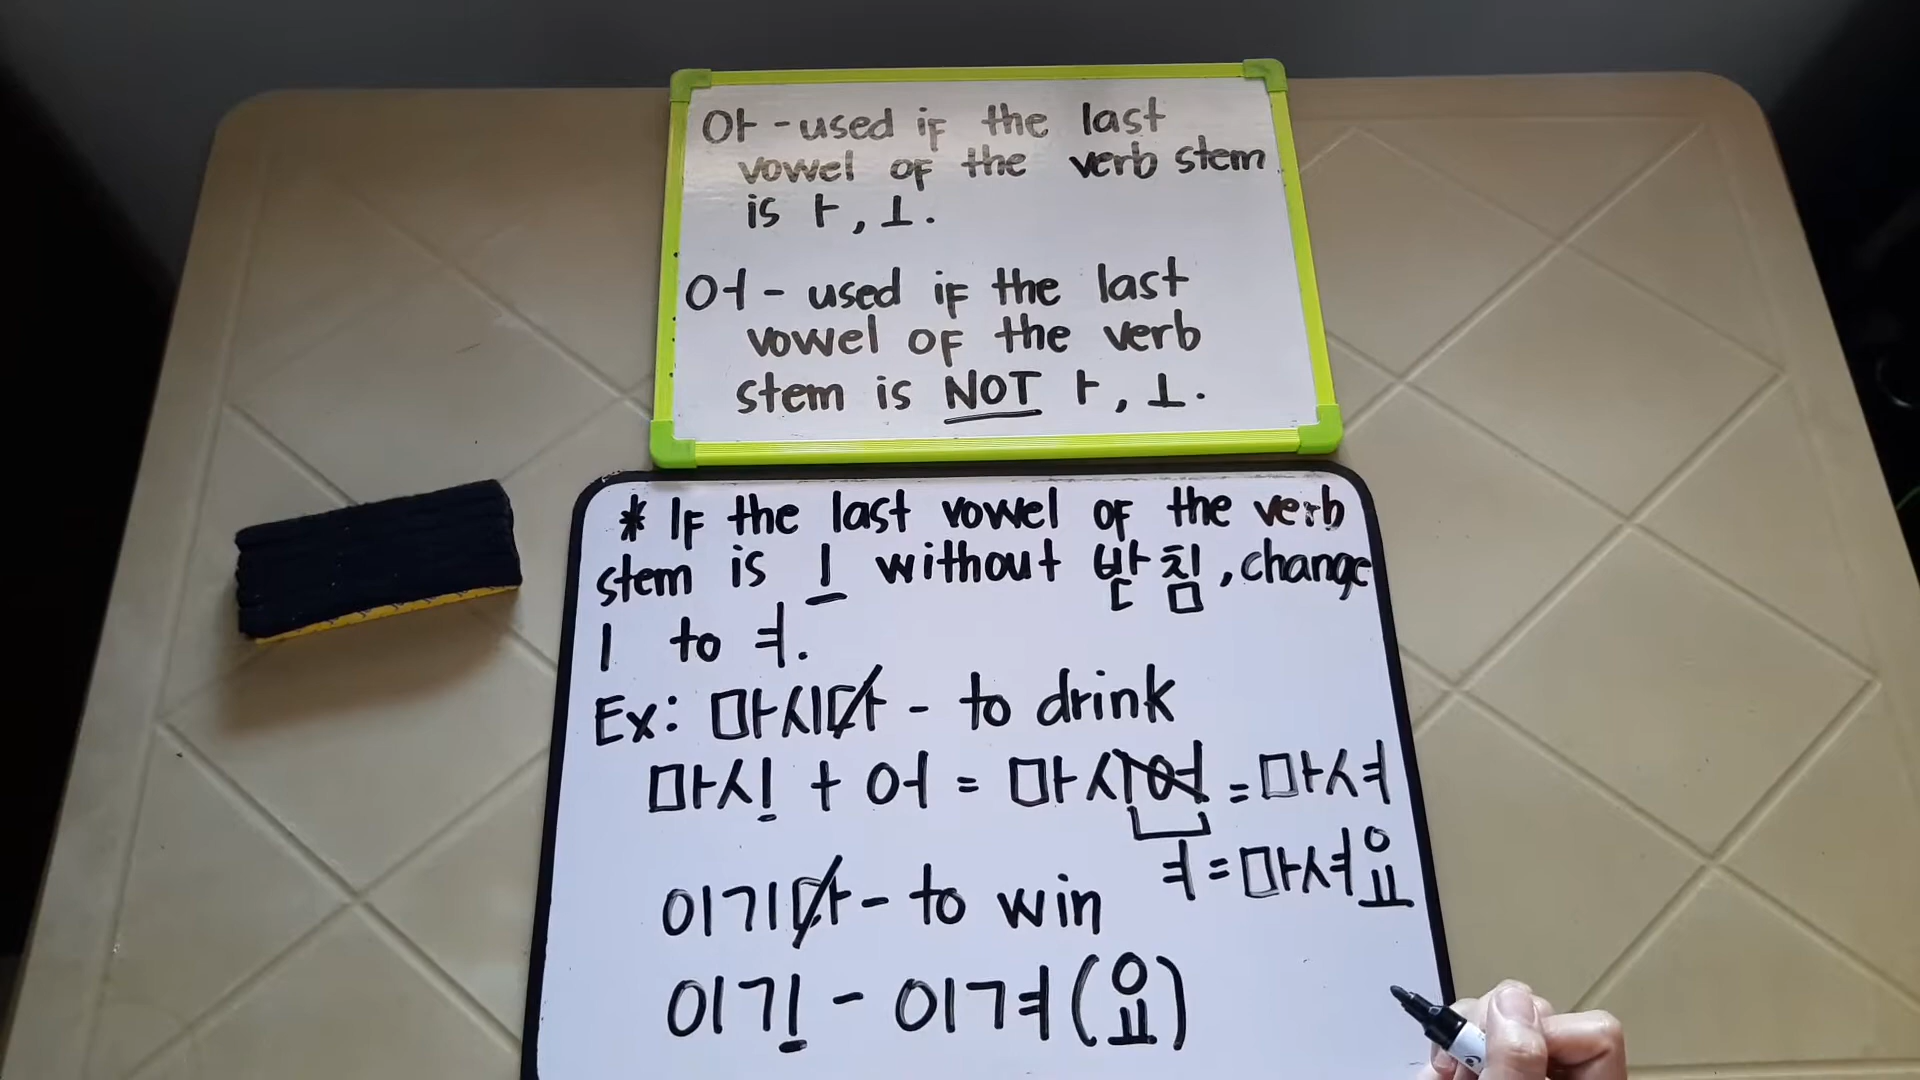 아 - used if the last
vowel of the verb stem
is ㅏ, ㅗ.
어 - used if the last
vowel of the verb
stem is NOT ㅏ, ㅗ.
* If the last vowel of the verb
stem is ㅣ without 받침, change
ㅣ to ㅕ.
Ex: 마시다 - to drink
마시 + 어 = 마시어 = 마셔
ㅕ = 마셔요
이기다 - to win
이기 - 이겨(요)